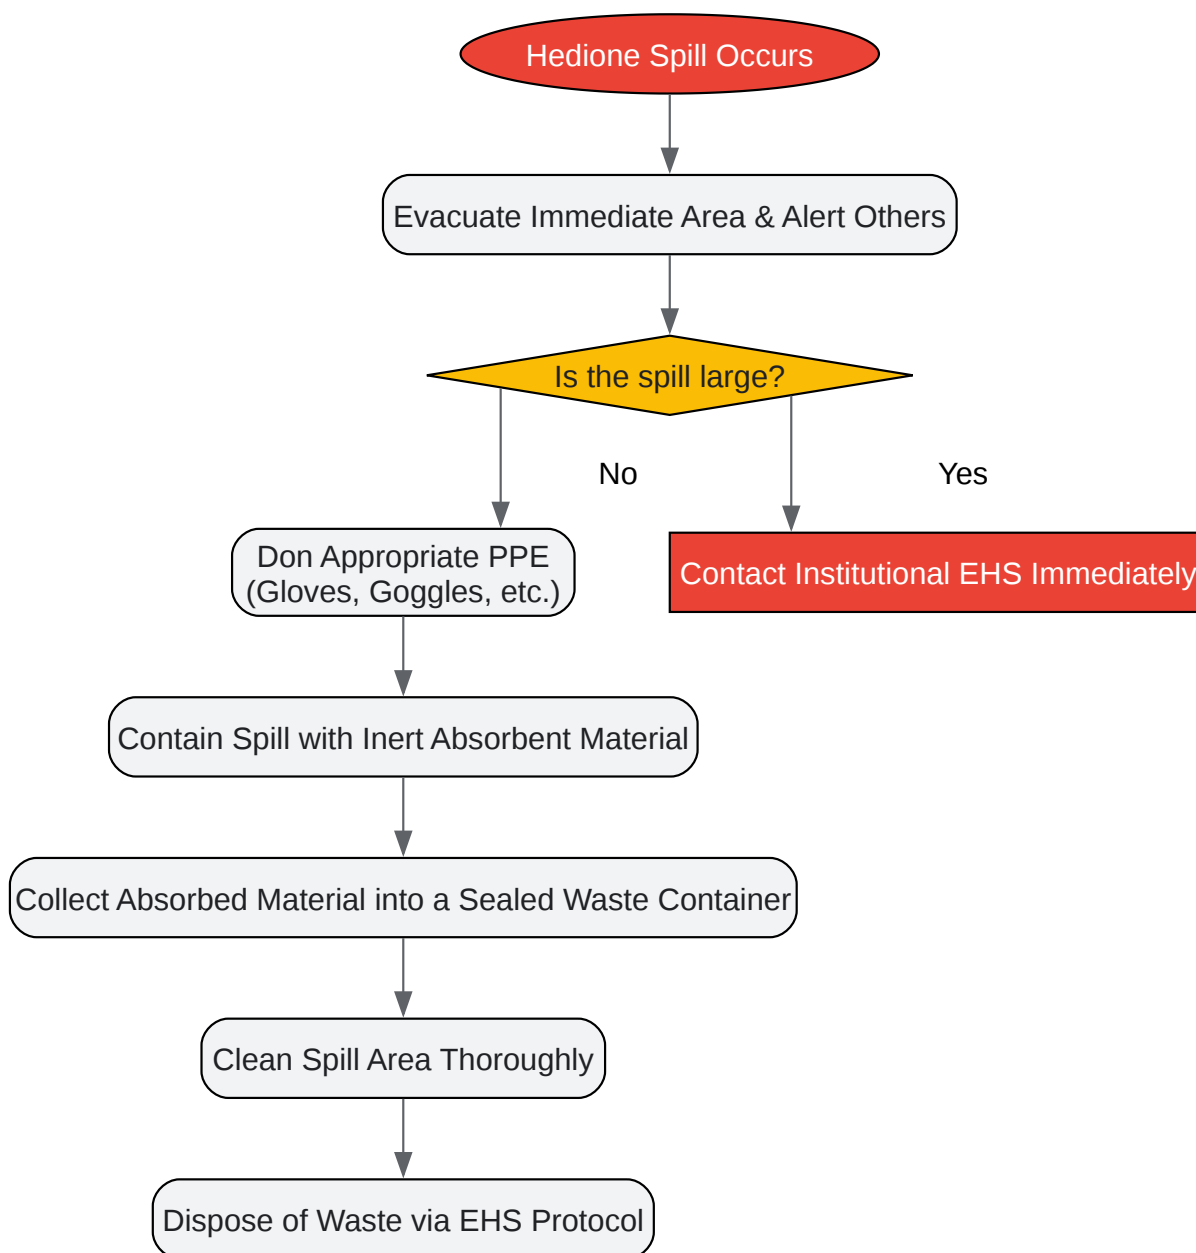 Hedione Spill Occurs
Evacuate Immediate Area & Alert Others
Is the spill large?
No
Yes
Don Appropriate PPE
(Gloves, Goggles, etc.)
Contact Institutional EHS Immediately
Contain Spill with Inert Absorbent Material
Collect Absorbed Material into a Sealed Waste Container
Clean Spill Area Thoroughly
Dispose of Waste via EHS Protocol